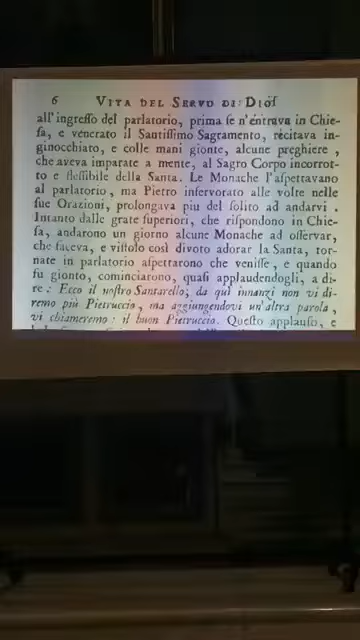 6 VITA DEL SERVO DI DIOS
all'ingresso del parlatorio, prima se n'entrava in Chie-
sa, e venerato il Santissimo Sagramento, recitava in-
ginocchiato, e colle mani gionte, alcune preghiere,
che aveva imparate a mente, al Sagro Corpo incorrot-
to e flessibile della Santa. Le Monache l'aspettavano
al parlatorio, ma Pietro infervorato alle volte nelle
sue Orazioni, prolongava piu del solito ad andarvi.
Intanto dalle grate superiori, che rispondono in Chie-
sa, andarono un giorno alcune Monache ad osservar,
che faceva, e vistolo così divoto adorar la Santa, tor-
nate in parlatorio aspettarono che venisse, e quando
fu gionto, cominciarono, quasi applaudendogli, a di-
re: Ecco il nostro Santarello; da quì innanzi non vi di-
remo più Pietruccio, ma aggiungendovi un'altra parola,
vi chiameremo: il buon Pietruccio. Questo applauso, e